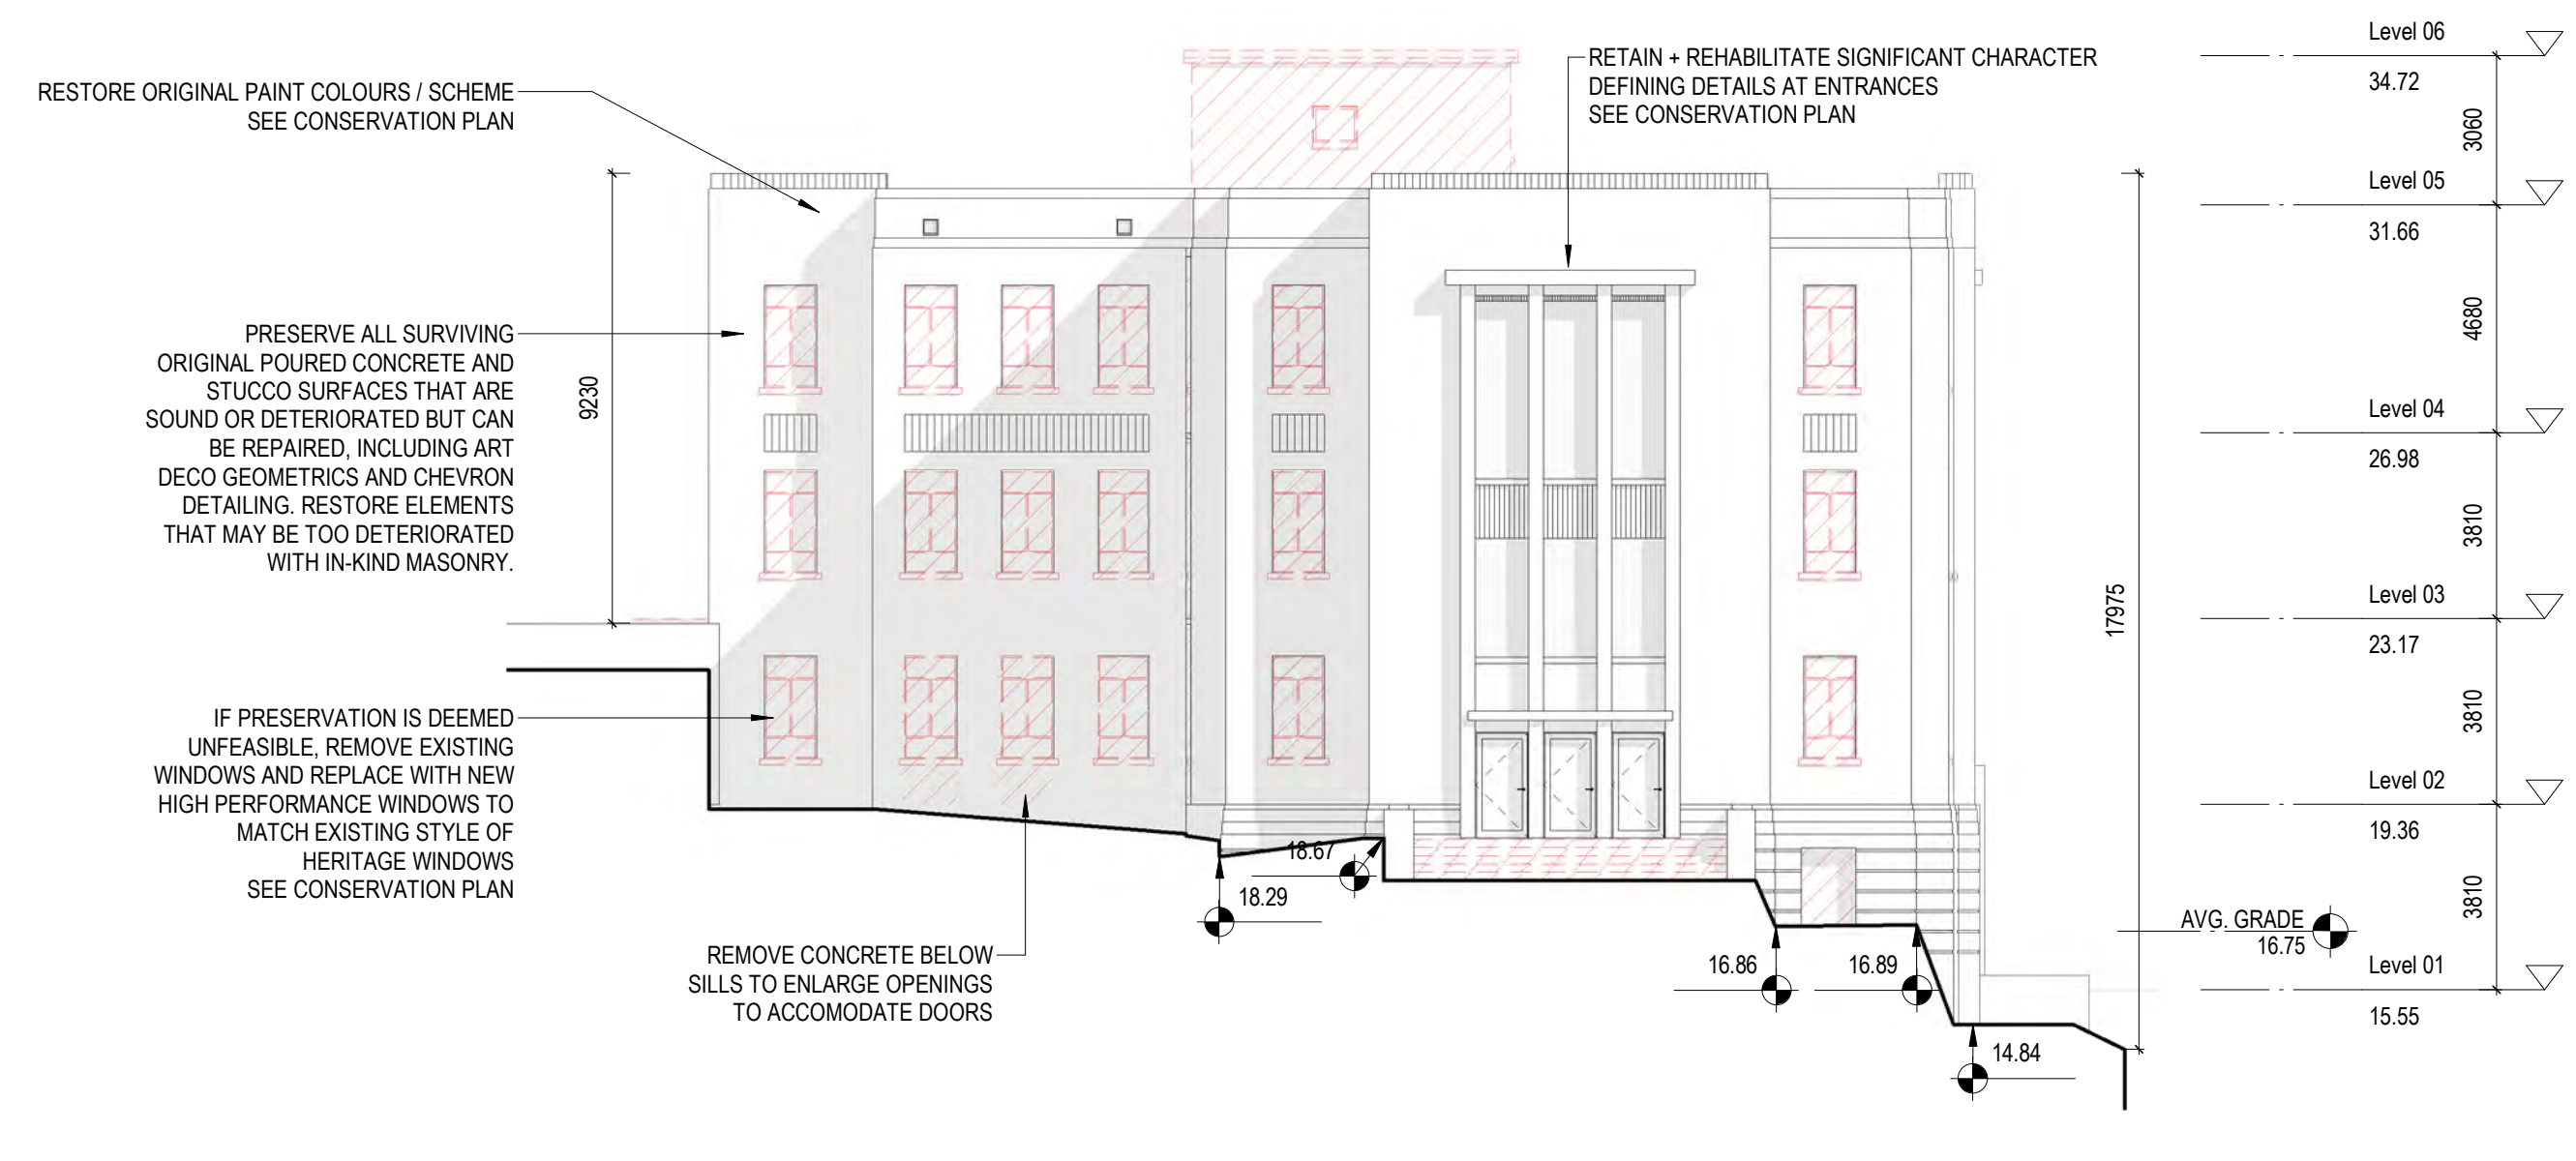 RESTORE ORIGINAL PAINT COLOURS / SCHEME
SEE CONSERVATION PLAN
PRESERVE ALL SURVIVING
ORIGINAL POURED CONCRETE AND
STUCCO SURFACES THAT ARE
SOUND OR DETERIORATED BUT CAN
BE REPAIRED, INCLUDING ART
DECO GEOMETRICS AND CHEVRON
DETAILING. RESTORE ELEMENTS
THAT MAY BE TOO DETERIORATED
WITH IN-KIND MASONRY.
IF PRESERVATION IS DEEMED
UNFEASIBLE, REMOVE EXISTING
WINDOWS AND REPLACE WITH NEW
HIGH PERFORMANCE WINDOWS TO
MATCH EXISTING STYLE OF
HERITAGE WINDOWS
SEE CONSERVATION PLAN
9230
REMOVE CONCRETE BELOW
SILLS TO ENLARGE OPENINGS
TO ACCOMODATE DOORS
RETAIN + REHABILITATE SIGNIFICANT CHARACTER
DEFINING DETAILS AT ENTRANCES
SEE CONSERVATION PLAN
18.67
18.29
16.86
16.89
14.84
17975
Level 06
34.72
3060
Level 05
31.66
4680
Level 04
26.98
3810
Level 03
23.17
3810
Level 02
19.36
3810
AVG. GRADE
16.75
Level 01
15.55